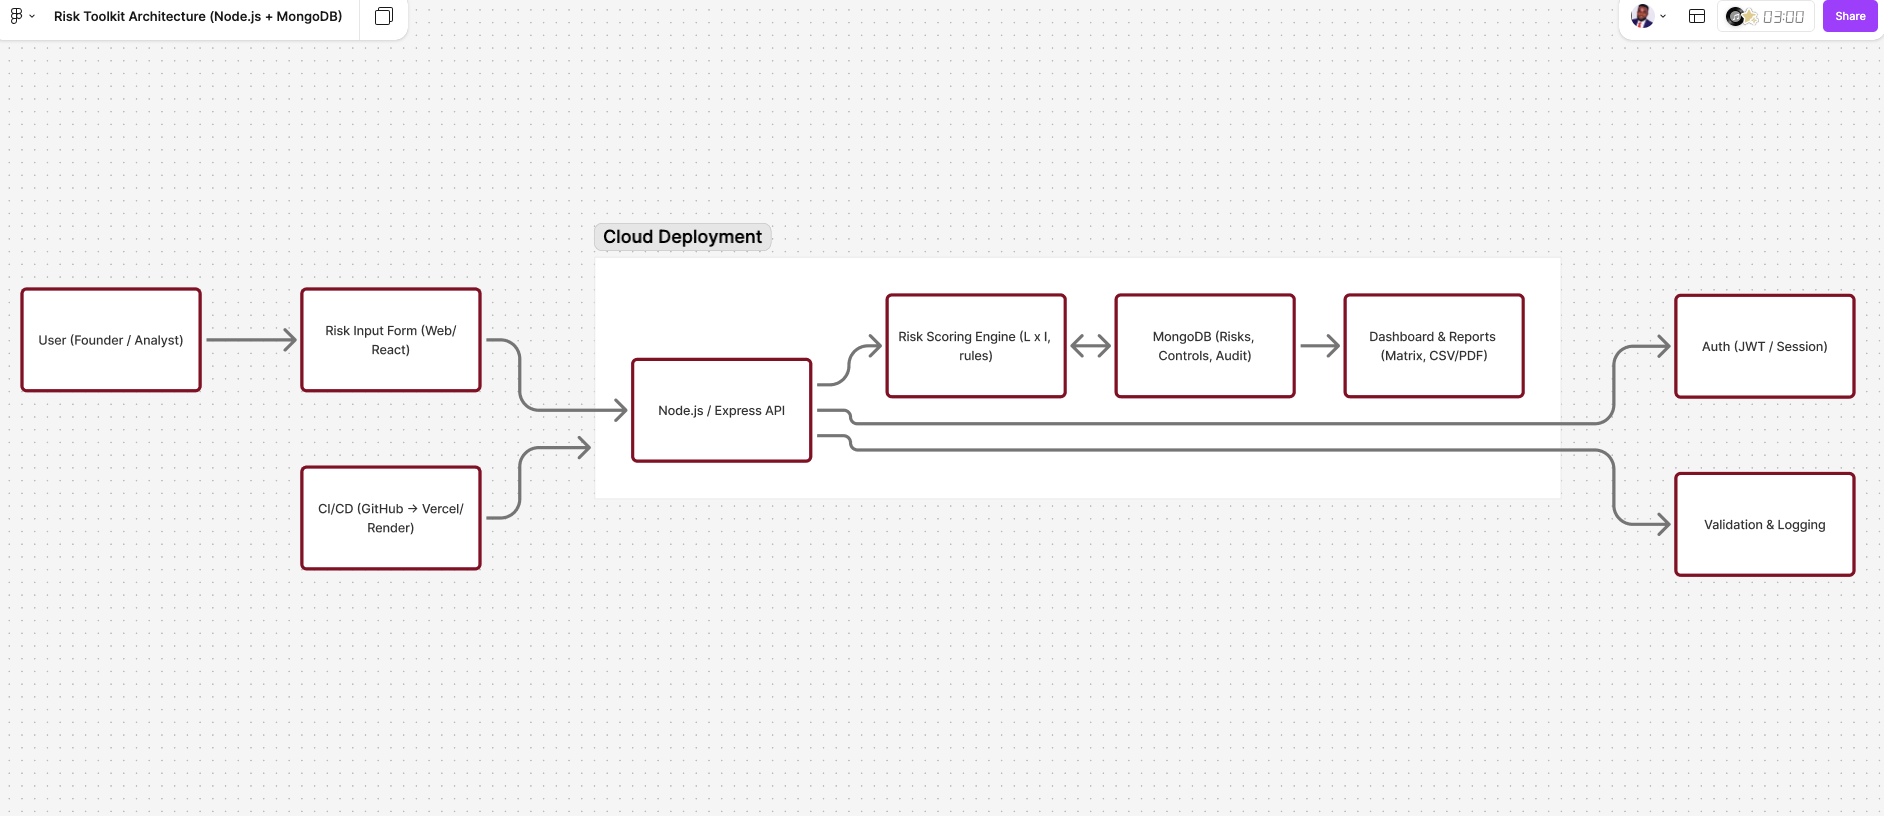 Risk Toolkit Architecture (Node.js + MongoDB)
03:00
Share
Cloud Deployment
User (Founder / Analyst)
Risk Input Form (Web/
React)
CI/CD (GitHub → Vercel/
Render)
Node.js / Express API
Risk Scoring Engine (L x I,
rules)
MongoDB (Risks,
Controls, Audit)
Dashboard & Reports
(Matrix, CSV/PDF)
Auth (JWT / Session)
Validation & Logging